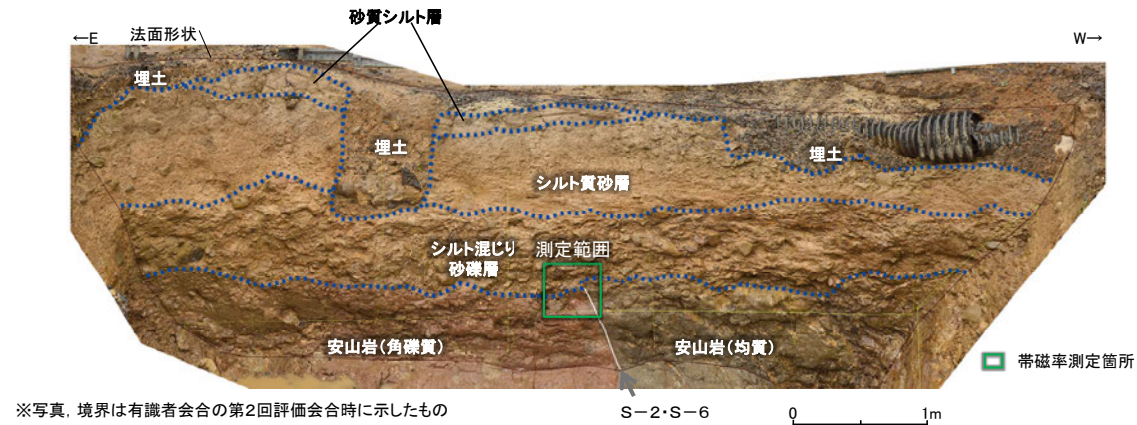 砂質シルト層
←E
法面形状
W→
埋土
埋土
埋土
シルト質砂層
シルト混じり
砂礫層
測定範囲
安山岩(角礫質)
安山岩(均質)
帯磁率測定箇所
※写真，境界は有識者会合の第2回評価会合時に示したもの
S－2・S－6
0
1m